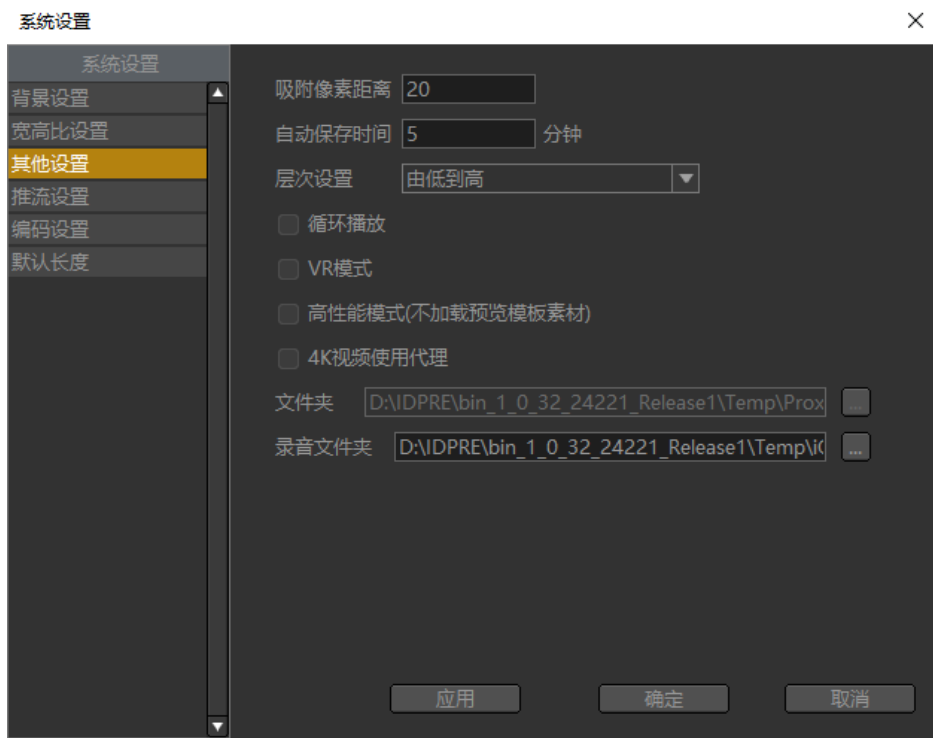 系统设置
系统设置
背景设置
宽高比设置
其他设置
推流设置
编码设置
默认长度
吸附像素距离 20
自动保存时间 5 分钟
层次设置 由低到高
循环播放
VR模式
高性能模式(不加载预览模板素材)
4K视频使用代理
文件夹 D:\IDPRE\bin_1_0_32_24221_Release1\Temp\Prox ...
录音文件夹 D:\IDPRE\bin_1_0_32_24221_Release1\Temp\i ...
应用 确定 取消